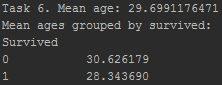 Task 6. Mean age: 29.6991176471
Mean ages grouped by survived:
Survived
0 30.626179
1 28.343690